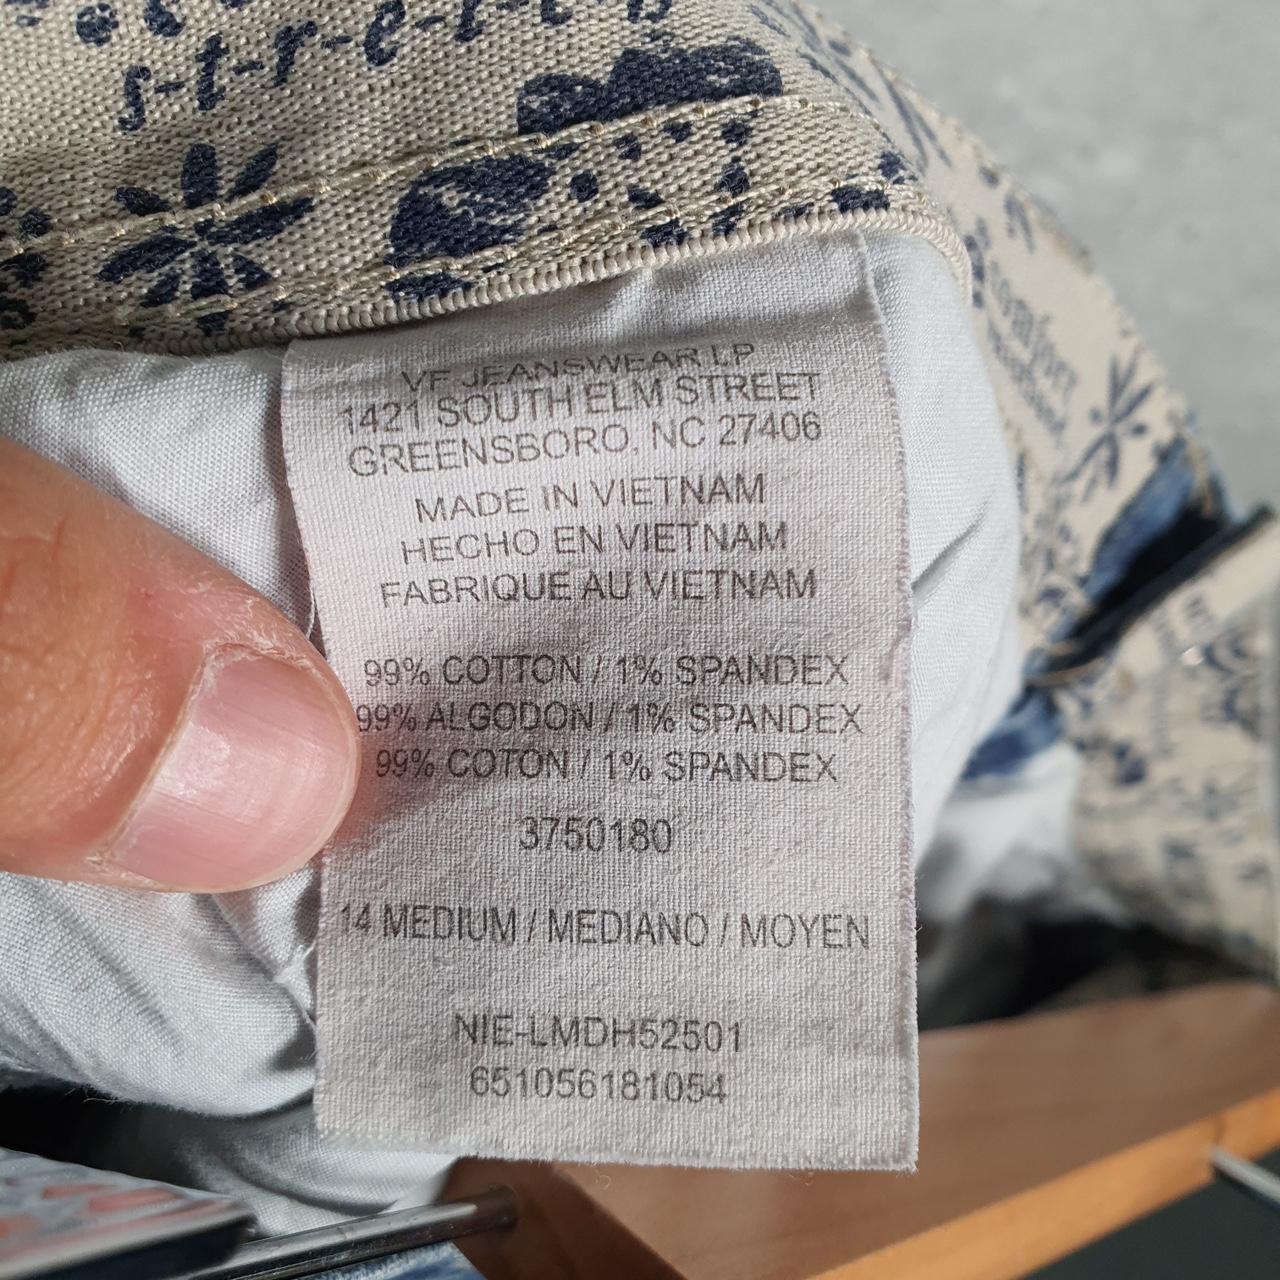 s-t-r-e-t-c-h
comfort
VF JEANSWEAR LP
1421 SOUTH ELM STREET
GREENSBORO, NC 27406
MADE IN VIETNAM
HECHO EN VIETNAM
FABRIQUE AU VIETNAM
99% COTTON / 1% SPANDEX
99% ALGODON / 1% SPANDEX
99% COTON / 1% SPANDEX
3750180
14 MEDIUM / MEDIANO / MOYEN
NIE-LMDH52501
651056181054